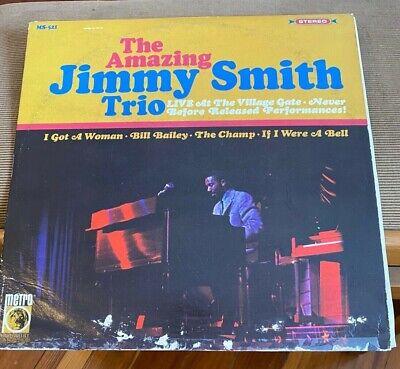 MS-521
STEREO
The
Amazing
Jimmy Smith
Trio
LIVE At The Village Gate · Never
Before Released Performances!
I Got A Woman · Bill Bailey · The Champ · If I Were A Bell
metro